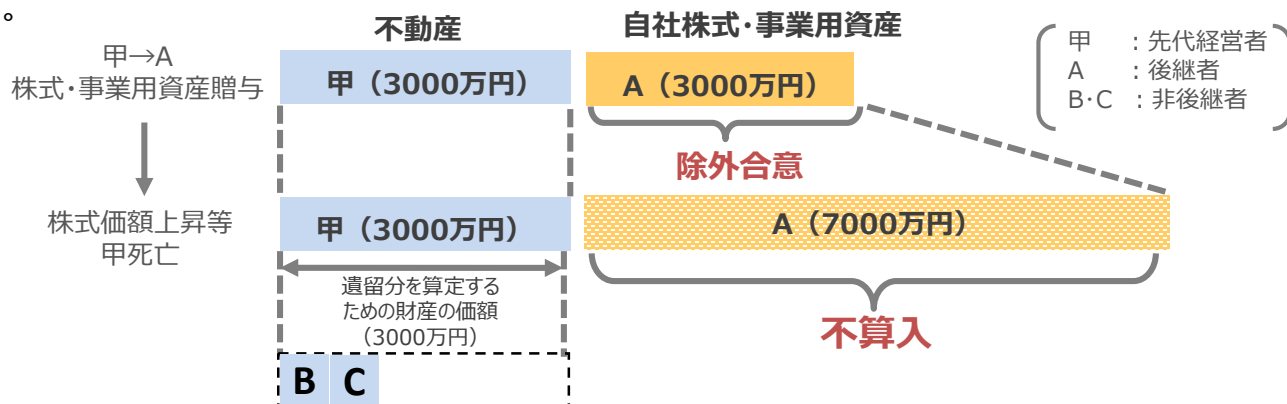 。
不動産
自社株式・事業用資産
甲→A
株式・事業用資産贈与
甲（3000万円）
A（3000万円）
甲 ：先代経営者
A ：後継者
B・C ：非後継者
除外合意
株式価額上昇等
甲死亡
甲（3000万円）
A（7000万円）
遺留分を算定する
ための財産の価額
（3000万円）
不算入
B C